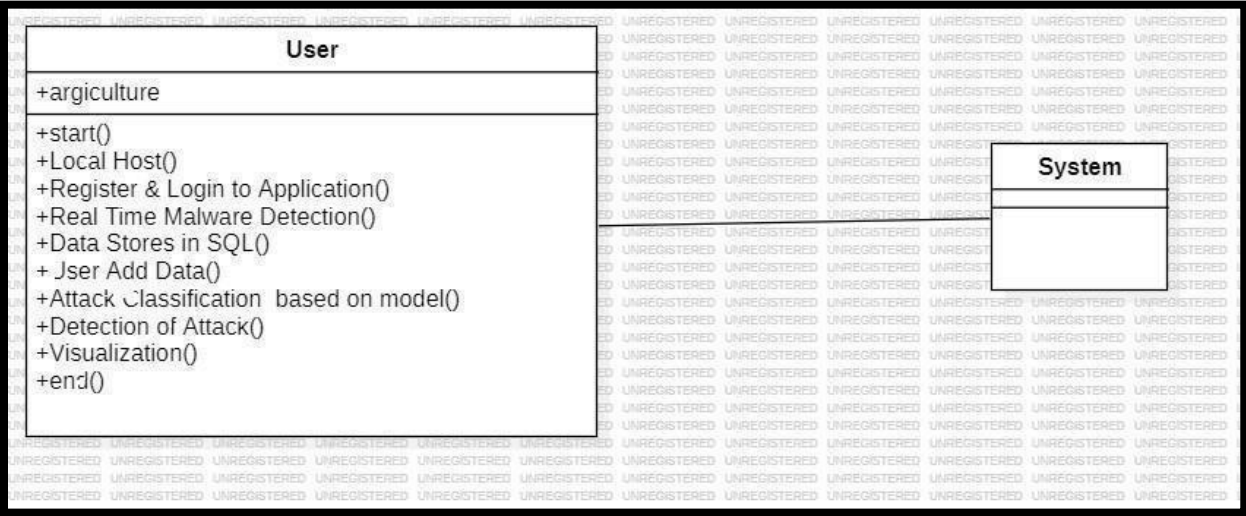 User
+argiculture
+start()
+Local Host()
+Register & Login to Application()
+Real Time Malware Detection()
+Data Stores in SQL()
+ User Add Data()
+Attack Classification  based on model()
+Detection of Attack()
+Visualization()
+end()
System
UNREGISTERED